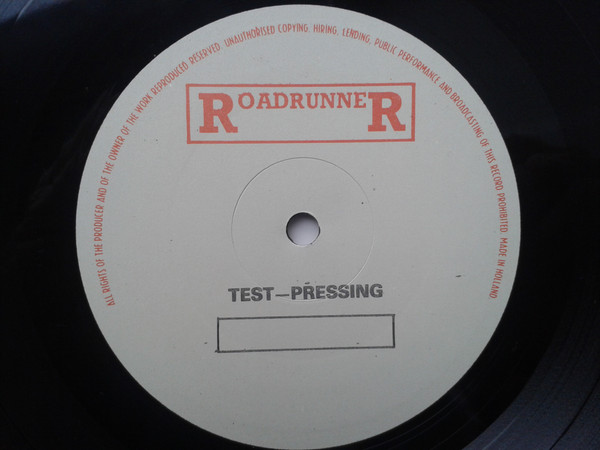 ALL RIGHTS OF THE PRODUCER AND OF THE OWNER OF THE WORK REPRODUCED RESERVED. UNAUTHORISED COPYING, HIRING, LENDING, PUBLIC PERFORMANCE AND BROADCASTING OF THIS RECORD PROHIBITED. MADE IN HOLLAND
ROADRUNNER
TEST—PRESSING